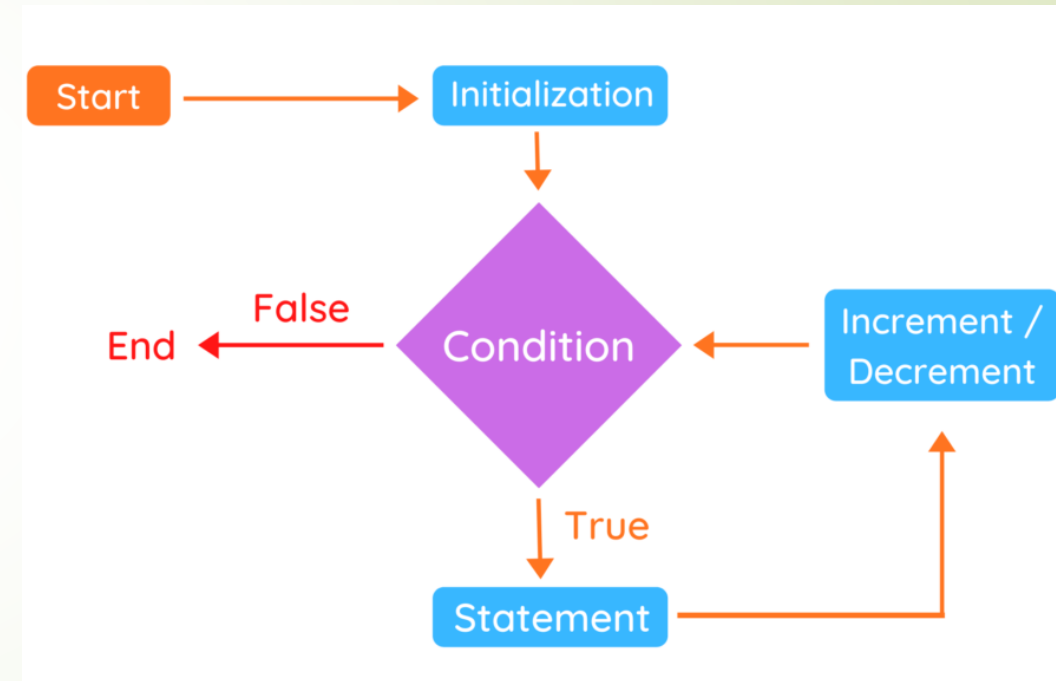 Start
Initialization
False
End
Condition
Increment /
Decrement
True
Statement